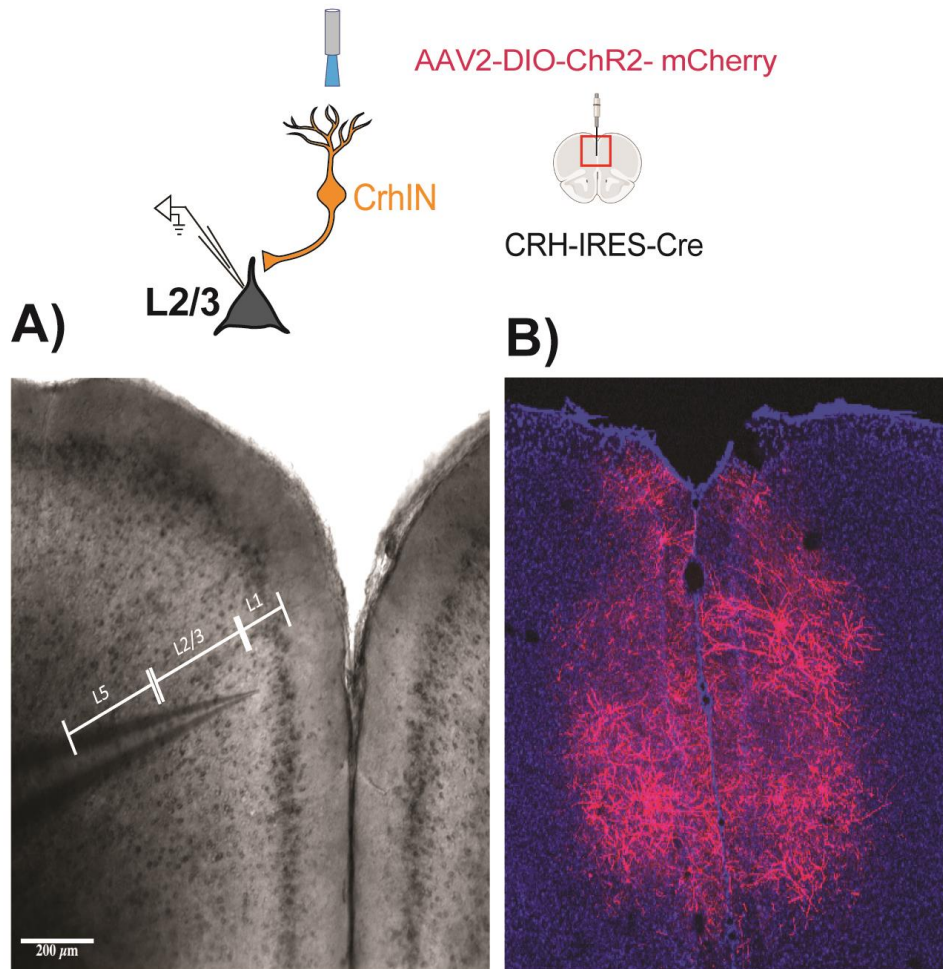 AAV2-DIO-ChR2- mCherry
CrhIN
CRH-IRES-Cre
L2/3
A)
B)
L1
L2/3
L5
200 µm